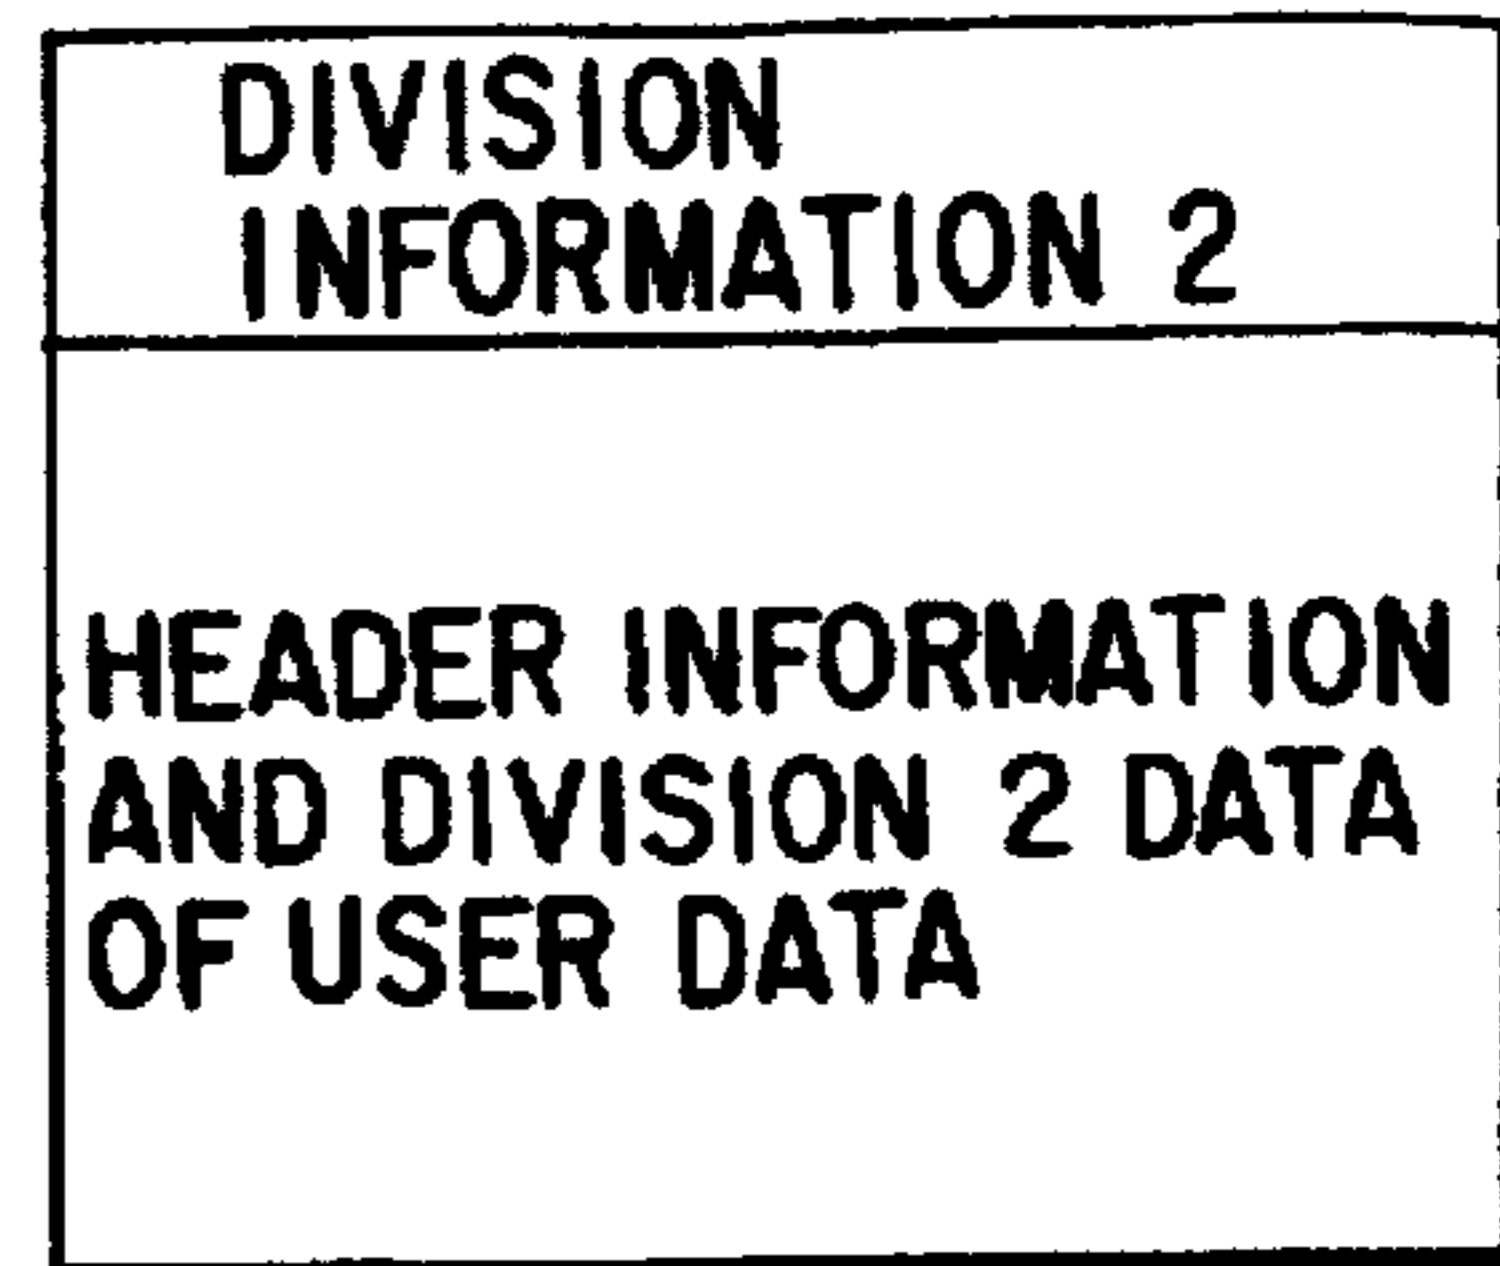 DIVISION
INFORMATION 2
HEADER INFORMATION
AND DIVISION 2 DATA
OF USER DATA